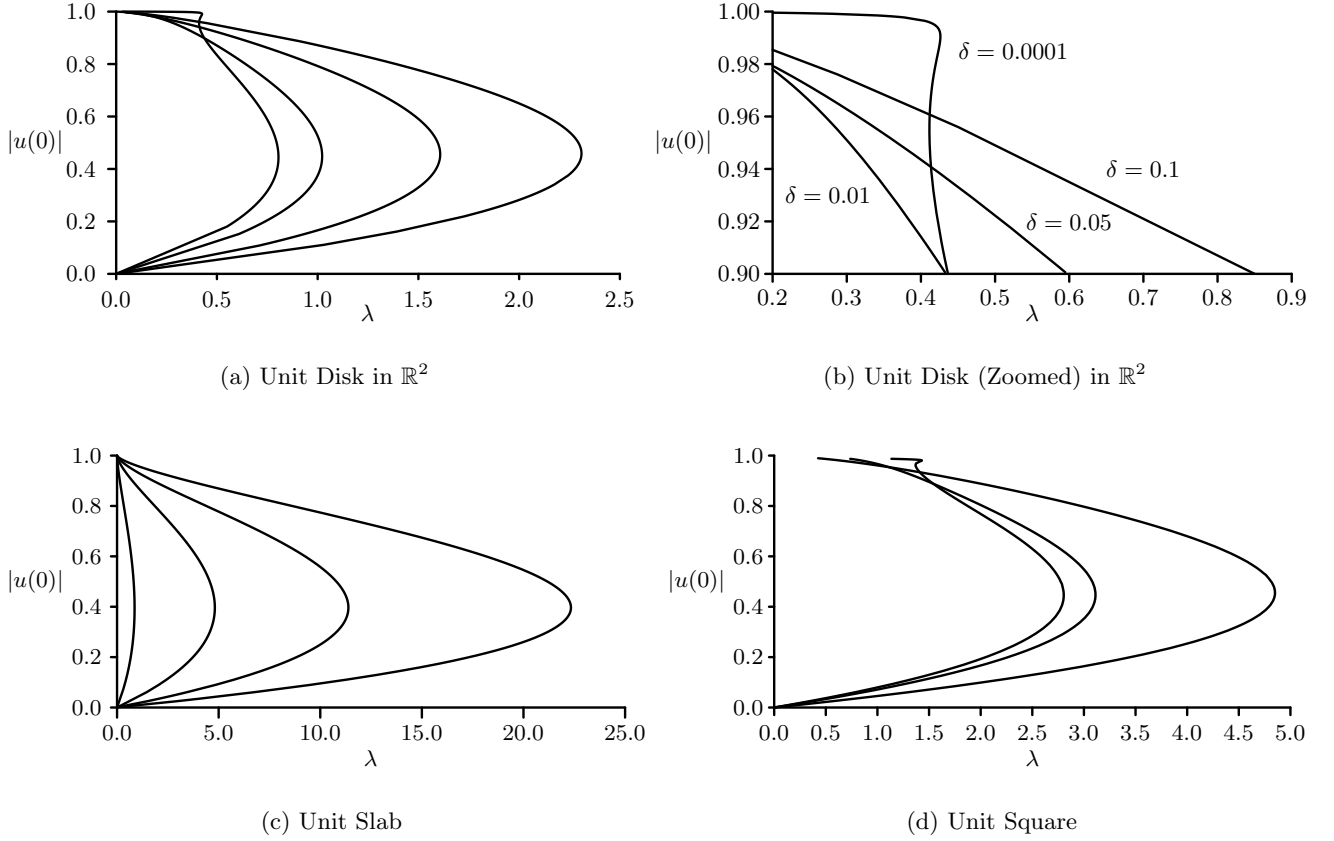 1.0
0.8
0.6
|u(0)|
0.4
0.2
0.0
0.0 0.5 1.0 1.5 2.0 2.5
λ
(a) Unit Disk in ℝ²
1.00
0.98
0.96
|u(0)|
0.94
0.92
0.90
δ = 0.0001
δ = 0.1
δ = 0.01
δ = 0.05
0.2 0.3 0.4 0.5 0.6 0.7 0.8 0.9
λ
(b) Unit Disk (Zoomed) in ℝ²
1.0
0.8
0.6
|u(0)|
0.4
0.2
0.0
0.0 5.0 10.0 15.0 20.0 25.0
λ
(c) Unit Slab
1.0
0.8
0.6
|u(0)|
0.4
0.2
0.0
0.0 0.5 1.0 1.5 2.0 2.5 3.0 3.5 4.0 4.5 5.0
λ
(d) Unit Square